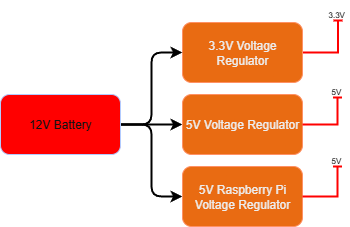 3.3V
3.3V Voltage
Regulator
5V
12V Battery
5V Voltage Regulator
5V
5V Raspberry Pi
Voltage Regulator